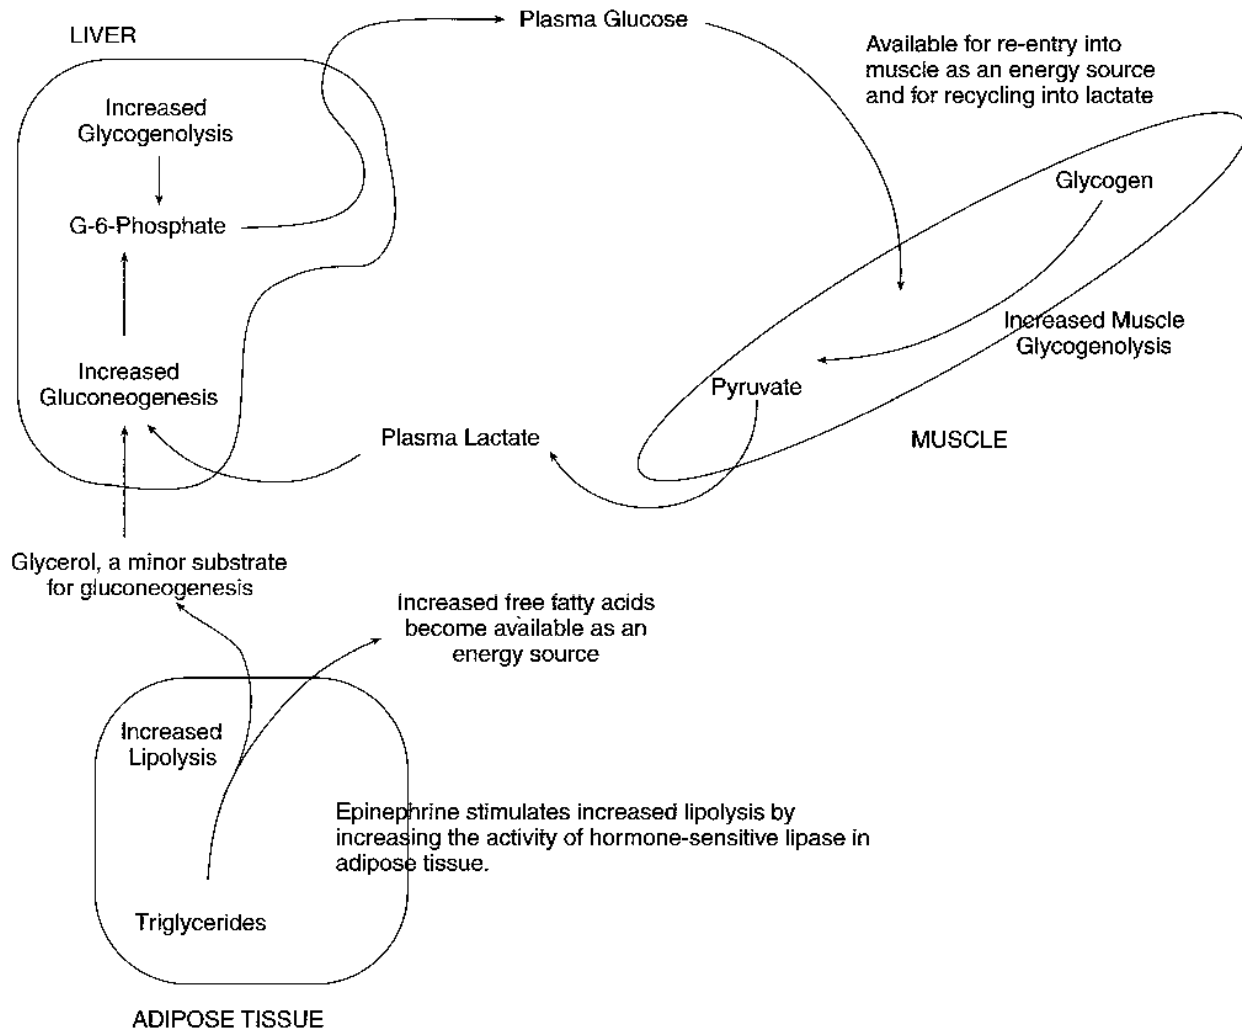 Plasma Glucose
LIVER
Available for re-entry into
muscle as an energy source
and for recycling into lactate
Increased
Glycogenolysis
Glycogen
G-6-Phosphate
Increased Muscle
Glycogenolysis
Increased
Gluconeogenesis
Pyruvate
Plasma Lactate
MUSCLE
Glycerol, a minor substrate
for gluconeogenesis
Increased free fatty acids
become available as an
energy source
Increased
Lipolysis
Epinephrine stimulates increased lipolysis by
increasing the activity of hormone-sensitive lipase in
adipose tissue.
Triglycerides
ADIPOSE TISSUE